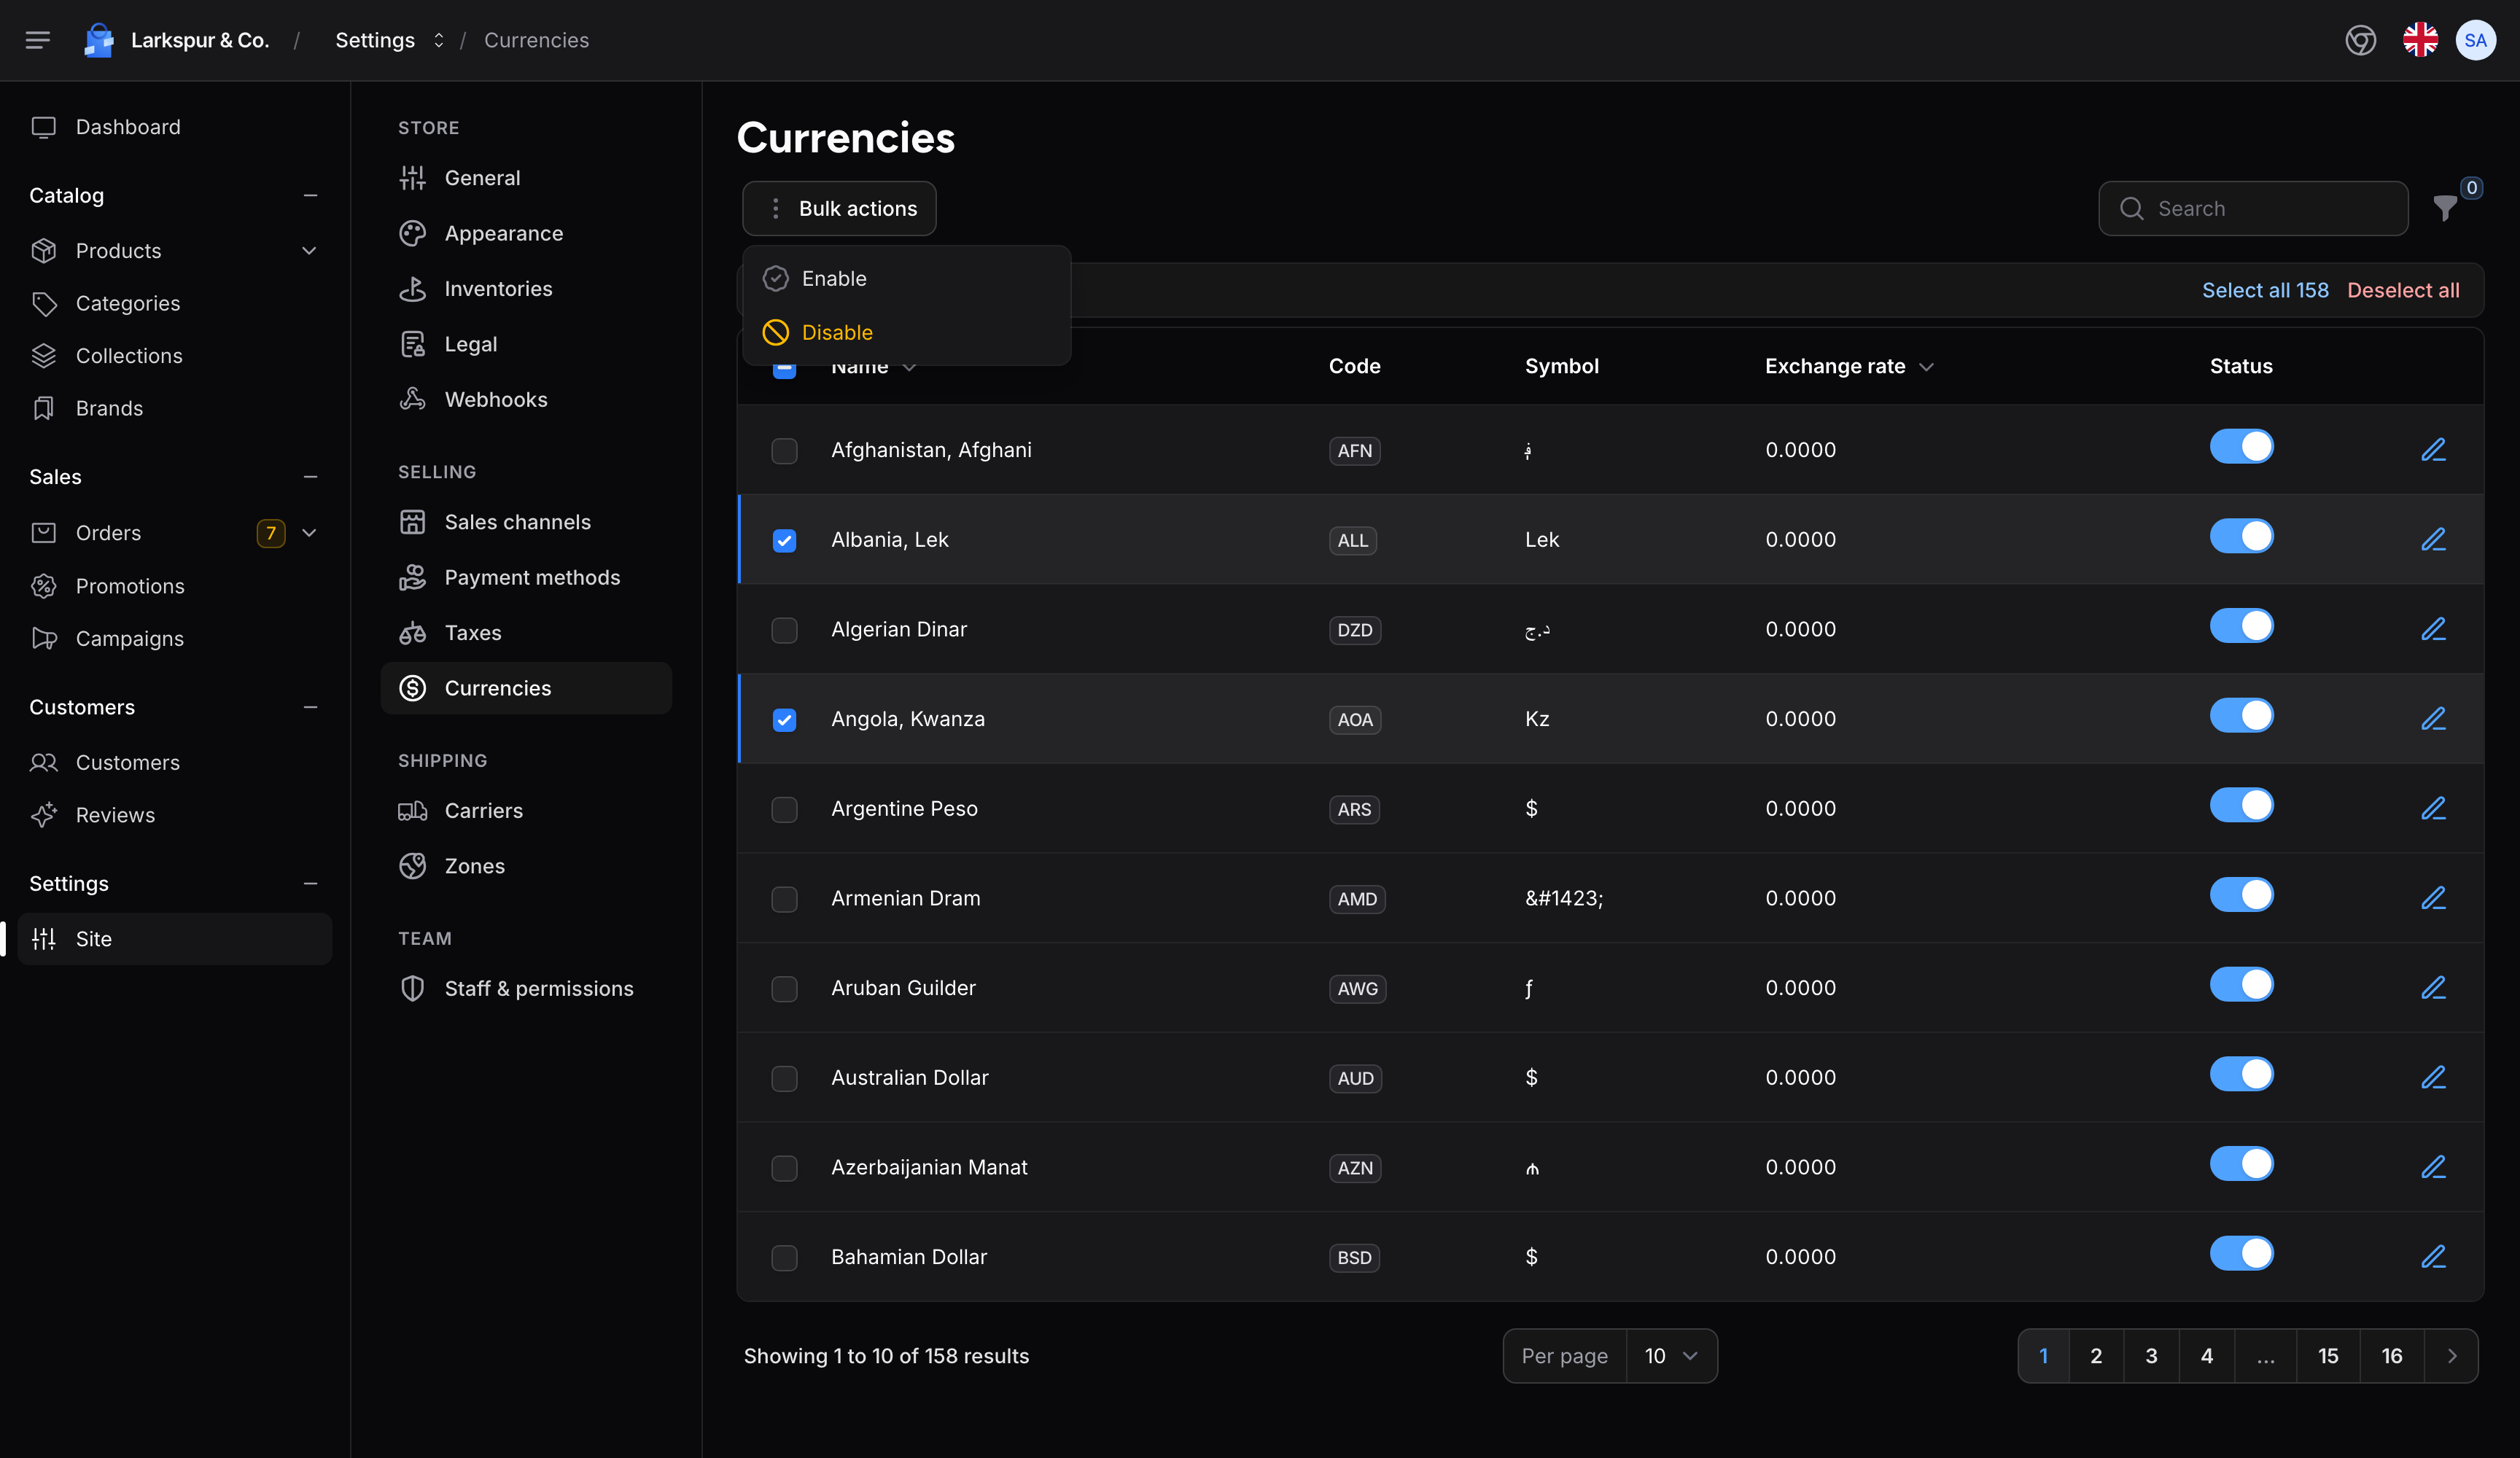 Larkspur & Co. / Settings / Currencies
SA
Dashboard
Catalog
Products
Categories
Collections
Brands
Sales
Orders 7
Promotions
Campaigns
Customers
Customers
Reviews
Settings
Site
STORE
General
Appearance
Inventories
Legal
Webhooks
SELLING
Sales channels
Payment methods
Taxes
Currencies
SHIPPING
Carriers
Zones
TEAM
Staff & permissions
Currencies
Bulk actions
Search
0
Enable
Disable
Select all 158 Deselect all
Name Code Symbol Exchange rate Status
Afghanistan, Afghani AFN ؋ 0.0000
Albania, Lek ALL Lek 0.0000
Algerian Dinar DZD د.ج 0.0000
Angola, Kwanza AOA Kz 0.0000
Argentine Peso ARS $ 0.0000
Armenian Dram AMD &#1423; 0.0000
Aruban Guilder AWG ƒ 0.0000
Australian Dollar AUD $ 0.0000
Azerbaijanian Manat AZN ₼ 0.0000
Bahamian Dollar BSD $ 0.0000
Showing 1 to 10 of 158 results
Per page 10
1 2 3 4 ... 15 16